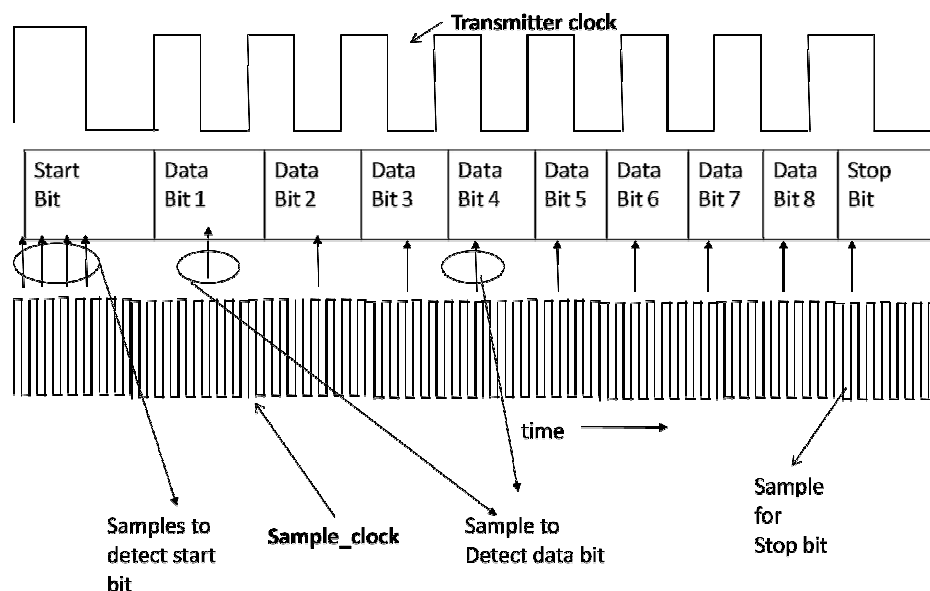 Transmitter clock
Start
Bit
Data
Bit 1
Data
Bit 2
Data
Bit 3
Data
Bit 4
Data
Bit 5
Data
Bit 6
Data
Bit 7
Data
Bit 8
Stop
Bit
time
Samples to
detect start
bit
Sample_clock
Sample to
Detect data bit
Sample
for
Stop bit